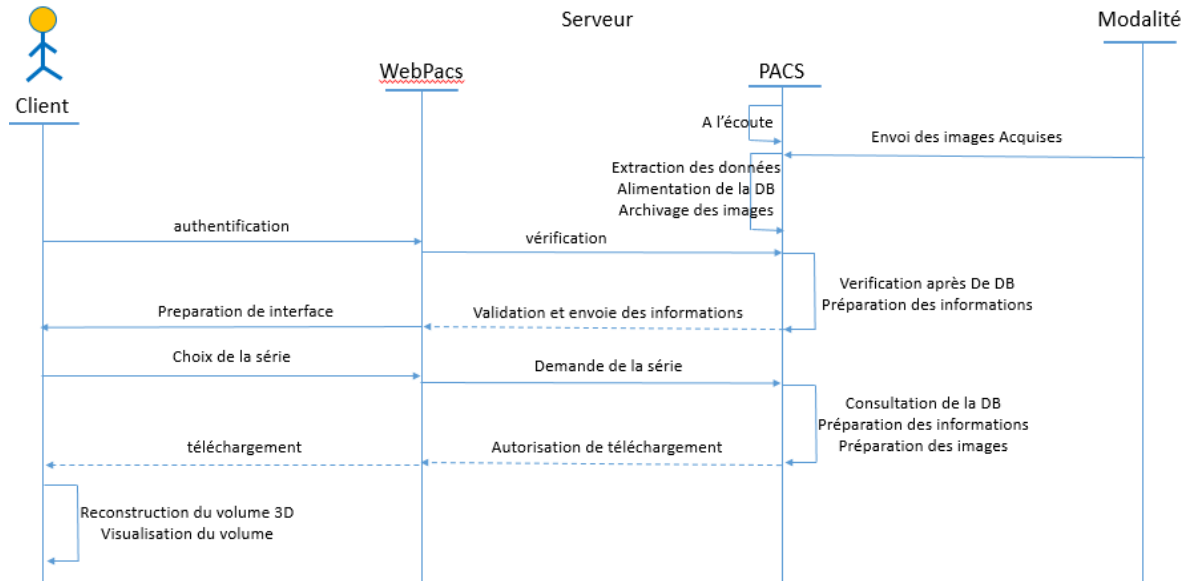 Serveur
Modalité
WebPacs
PACS
Client
A l'écoute
Envoi des images Acquises
Extraction des données
Alimentation de la DB
Archivage des images
authentification
vérification
Verification après De DB
Préparation des informations
Preparation de interface
Validation et envoie des informations
Choix de la série
Demande de la série
Consultation de la DB
Préparation des informations
Préparation des images
téléchargement
Autorisation de téléchargement
Reconstruction du volume 3D
Visualisation du volume